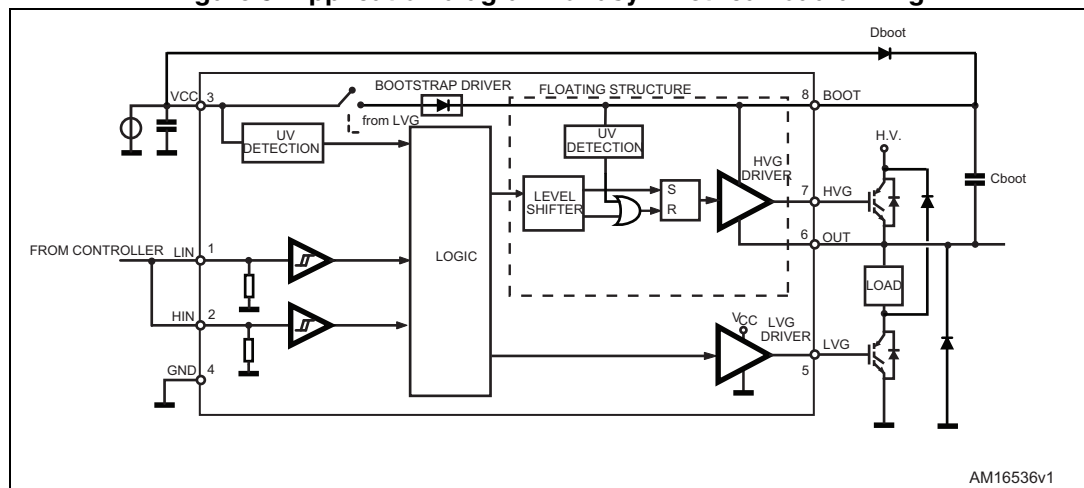 Dboot
BOOTSTRAP DRIVER
FLOATING STRUCTURE
VCC 3
8 BOOT
from LVG
UV
DETECTION
UV
DETECTION
H.V.
HVG
DRIVER
Cboot
7 HVG
LEVEL
SHIFTER
S
R
6 OUT
FROM CONTROLLER LIN 1
LOGIC
LOAD
HIN 2
VCC
LVG
DRIVER
LVG
5
GND 4
AM16536v1